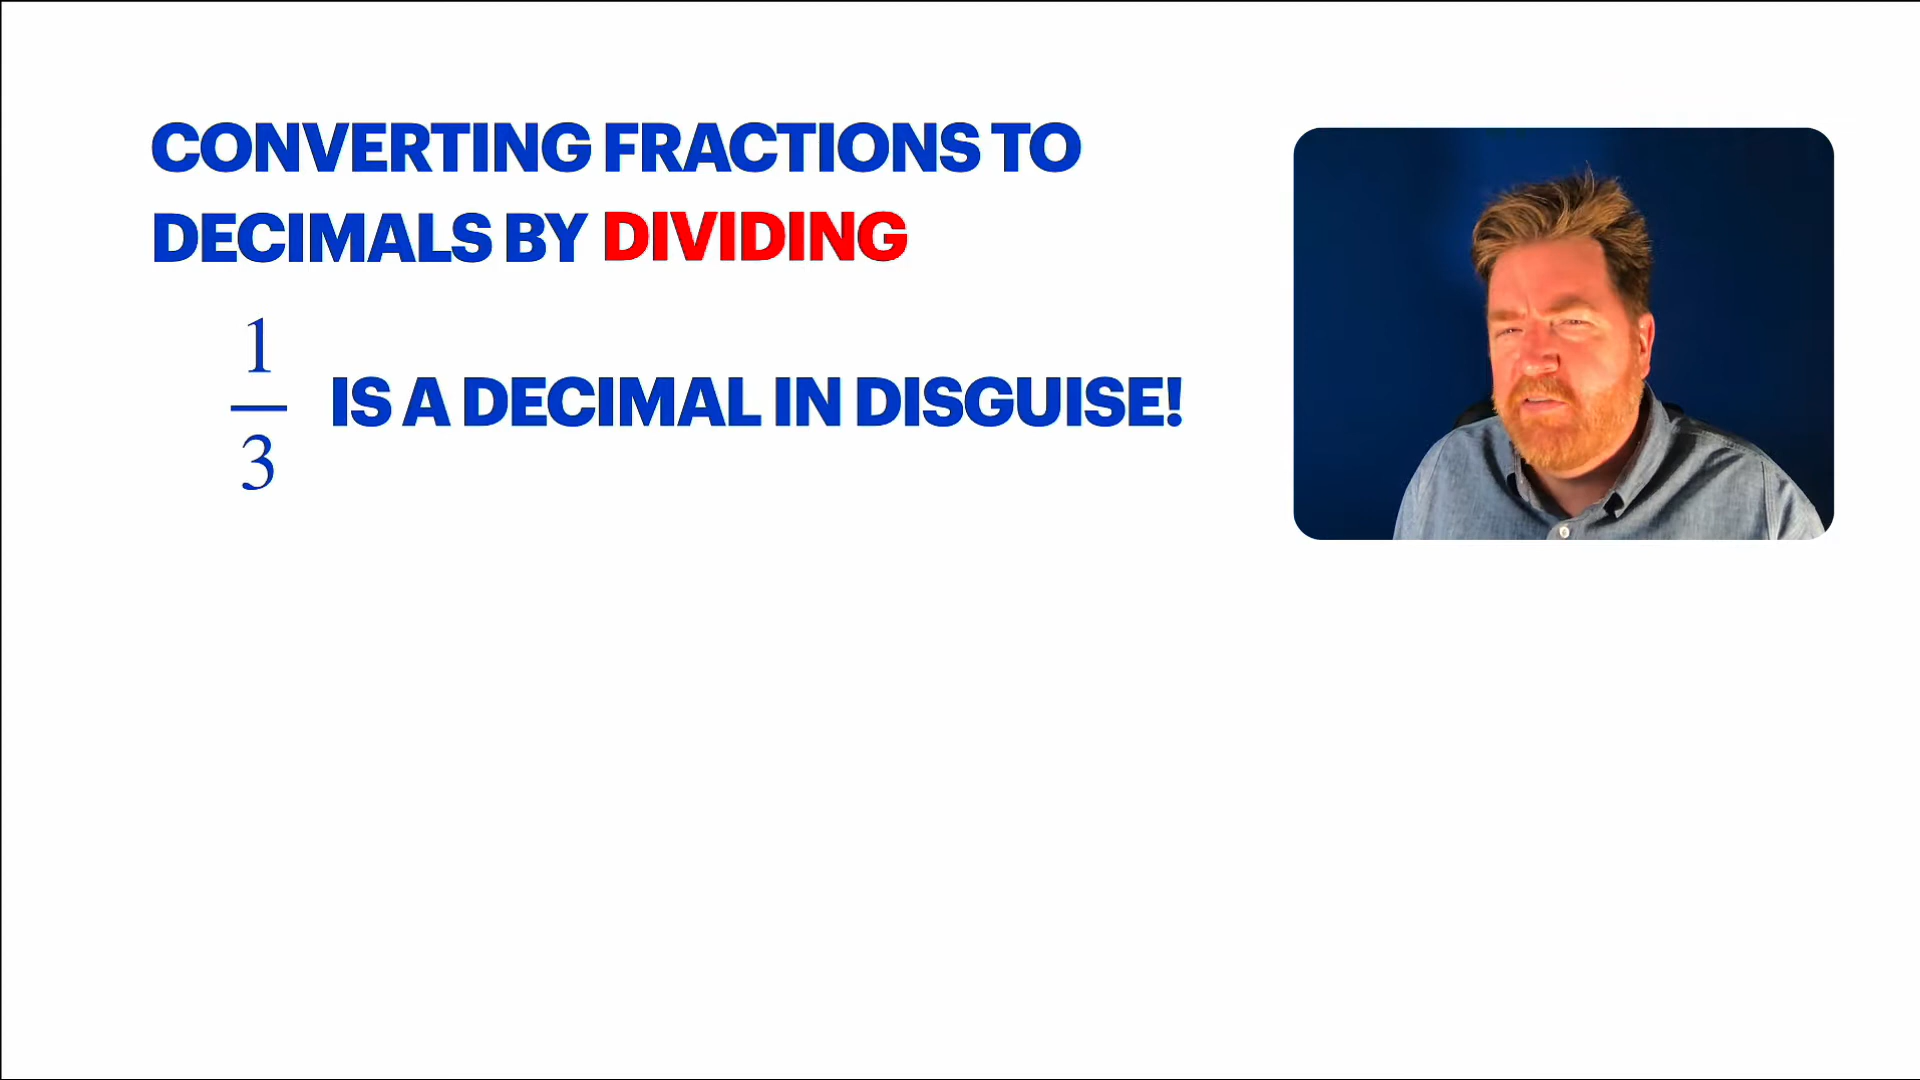 CONVERTING FRACTIONS TO
DECIMALS BY DIVIDING
1
3
IS A DECIMAL IN DISGUISE!